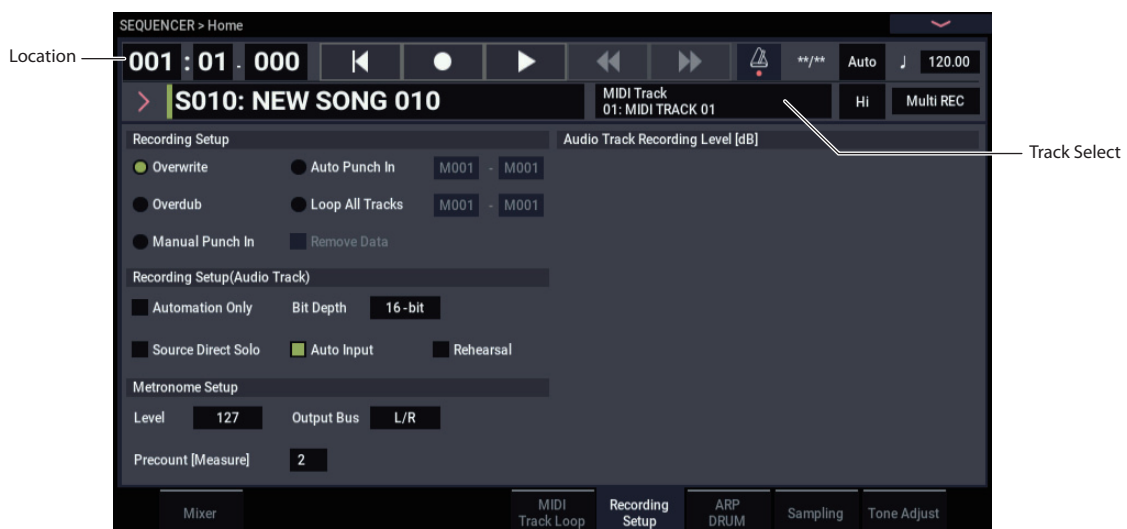 SEQUENCER > Home
Location
001 : 01 . 000
**/**
Auto
♩ 120.00
S010: NEW SONG 010
MIDI Track
01: MIDI TRACK 01
Hi
Multi REC
Track Select
Recording Setup
Audio Track Recording Level [dB]
Overwrite
Auto Punch In
M001 - M001
Overdub
Loop All Tracks
M001 - M001
Manual Punch In
Remove Data
Recording Setup(Audio Track)
Automation Only
Bit Depth
16-bit
Source Direct Solo
Auto Input
Rehearsal
Metronome Setup
Level
127
Output Bus
L/R
Precount [Measure]
2
Mixer
MIDI
Track Loop
Recording
Setup
ARP
DRUM
Sampling
Tone Adjust